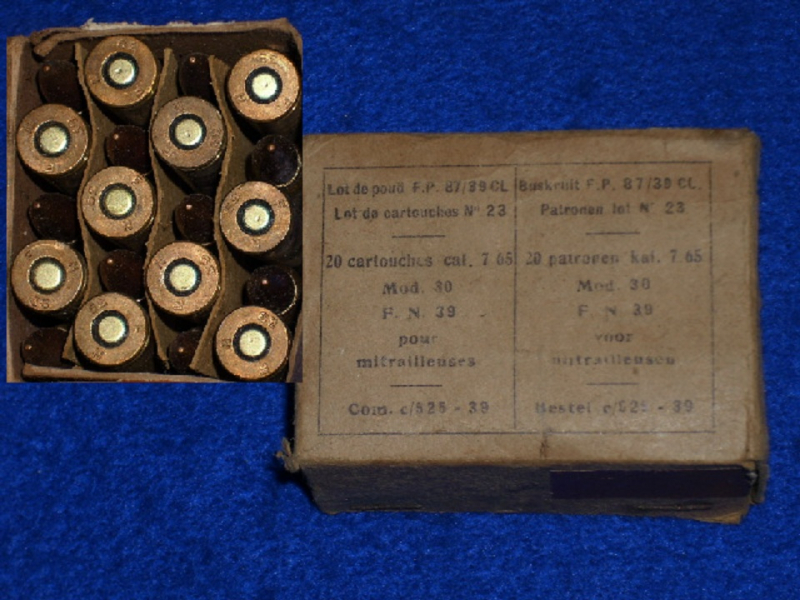 Lot de poud F.P. 87/39 CL
Lot de cartouches Nº 23
20 cartouches cal. 7 65
Mod. 30
F. N. 39
pour
mitrailleuses
Com. c/825 - 39
Buskruit F.P. 87/39 CL.
Patronen lot Nº 23
20 patronen kal. 7.65
Mod. 30
F. N. 39
voor
mitrailleusen
Bestel c/825 - 39